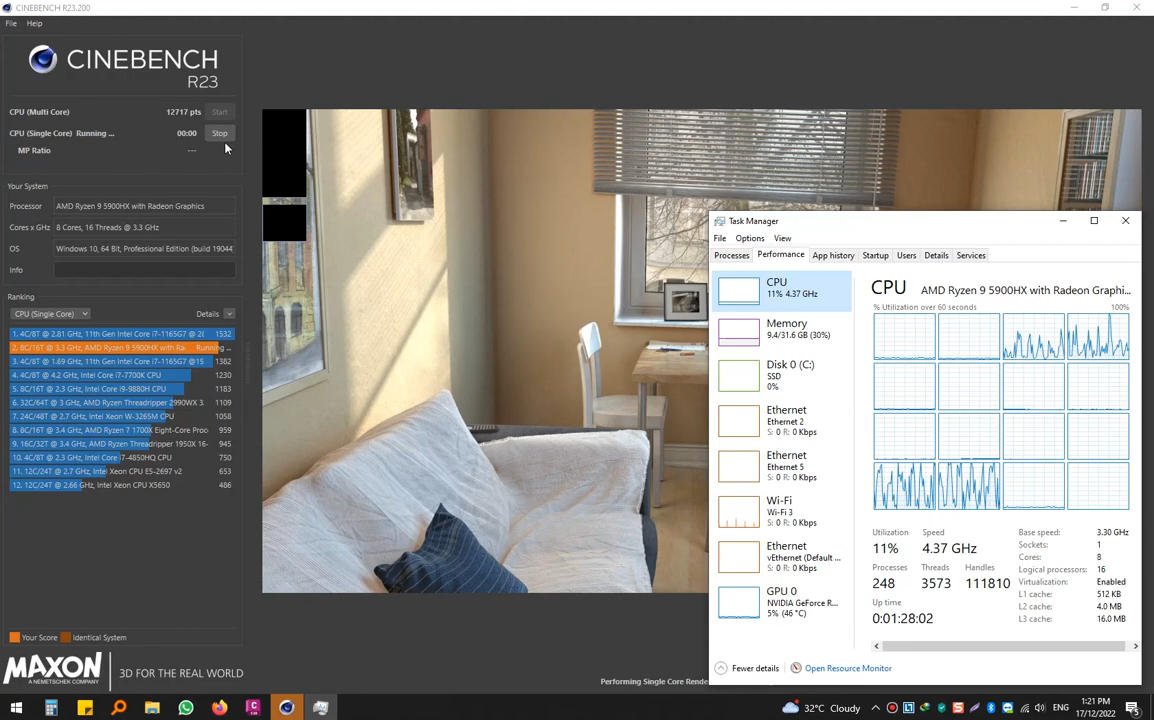 CINEBENCH R23.200
File Help
CINEBENCH
R23
CPU (Multi Core) 12717 pts Start
CPU (Single Core) Running ... 00:00 Stop
MP Ratio ---
Your System
Processor AMD Ryzen 9 5900HX with Radeon Graphics
Cores x GHz 8 Cores, 16 Threads @ 3.3 GHz
OS Windows 10, 64 Bit, Professional Edition (build 19044
Info
Ranking
CPU (Single Core) Details
1. 4C/8T @ 2.81 GHz, 11th Gen Intel Core i7-1165G7 @ 2( 1532
2. 8C/16T @ 3.3 GHz, AMD Ryzen 9 5900HX with Ra Running ...
3. 4C/8T @ 1.69 GHz, 11th Gen Intel Core i7-1165G7 @15 1382
4. 4C/8T @ 4.2 GHz, Intel Core i7-7700K CPU 1230
5. 8C/16T @ 2.3 GHz, Intel Core i9-9880H CPU 1183
6. 32C/64T @ 3 GHz, AMD Ryzen Threadripper 2990WX 3. 1109
7. 24C/48T @ 2.7 GHz, Intel Xeon W-3265M CPU 1058
8. 8C/16T @ 3.4 GHz, AMD Ryzen 7 1700X Eight-Core Proc 959
9. 16C/32T @ 3.4 GHz, AMD Ryzen Threadripper 1950X 16- 945
10. 4C/8T @ 2.3 GHz, Intel Core i7-4850HQ CPU 750
11. 12C/24T @ 2.7 GHz, Intel Xeon CPU E5-2697 v2 653
12. 12C/24T @ 2.66 GHz, Intel Xeon CPU X5650 486
Your Score Identical System
MAXON
A NEMETSCHEK COMPANY
3D FOR THE REAL WORLD
Performing Single Core Rende
Task Manager
File Options View
Processes Performance App history Startup Users Details Services
CPU
11% 4.37 GHz
Memory
9.4/31.6 GB (30%)
Disk 0 (C:)
SSD
0%
Ethernet
Ethernet 2
S: 0 R: 0 Kbps
Ethernet
Ethernet 5
S: 0 R: 0 Kbps
Wi-Fi
Wi-Fi 3
S: 0 R: 0 Kbps
Ethernet
vEthernet (Default ...
S: 0 R: 0 Kbps
GPU 0
NVIDIA GeForce R...
5% (46 °C)
CPU AMD Ryzen 9 5900HX with Radeon Graphi...
% Utilization over 60 seconds 100%
Utilization Speed
11% 4.37 GHz
Processes Threads Handles
248 3573 111810
Up time
0:01:28:02
Base speed: 3.30 GHz
Sockets: 1
Cores: 8
Logical processors: 16
Virtualization: Enabled
L1 cache: 512 KB
L2 cache: 4.0 MB
L3 cache: 16.0 MB
Fewer details Open Resource Monitor
32°C Cloudy ENG 1:21 PM
17/12/2022 5